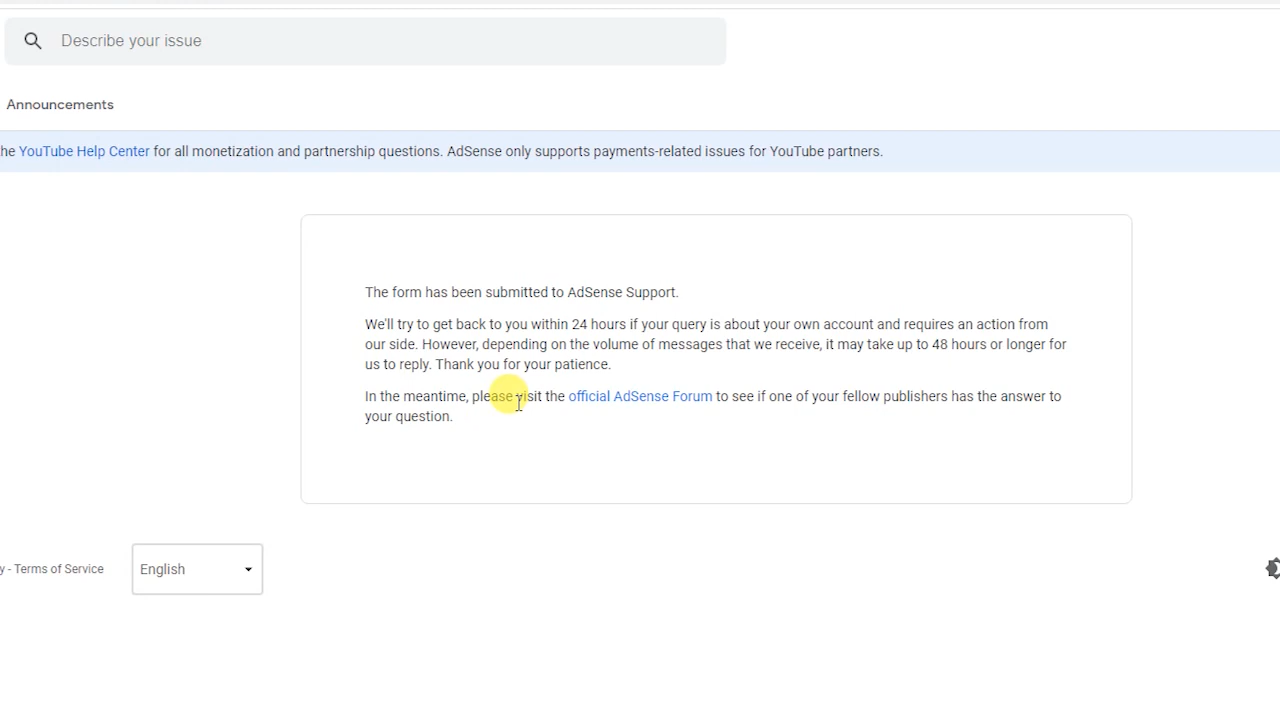 Describe your issue
Announcements
he YouTube Help Center for all monetization and partnership questions. AdSense only supports payments-related issues for YouTube partners.
The form has been submitted to AdSense Support.
We'll try to get back to you within 24 hours if your query is about your own account and requires an action from
our side. However, depending on the volume of messages that we receive, it may take up to 48 hours or longer for
us to reply. Thank you for your patience.
In the meantime, please visit the official AdSense Forum to see if one of your fellow publishers has the answer to
your question.
y - Terms of Service
English